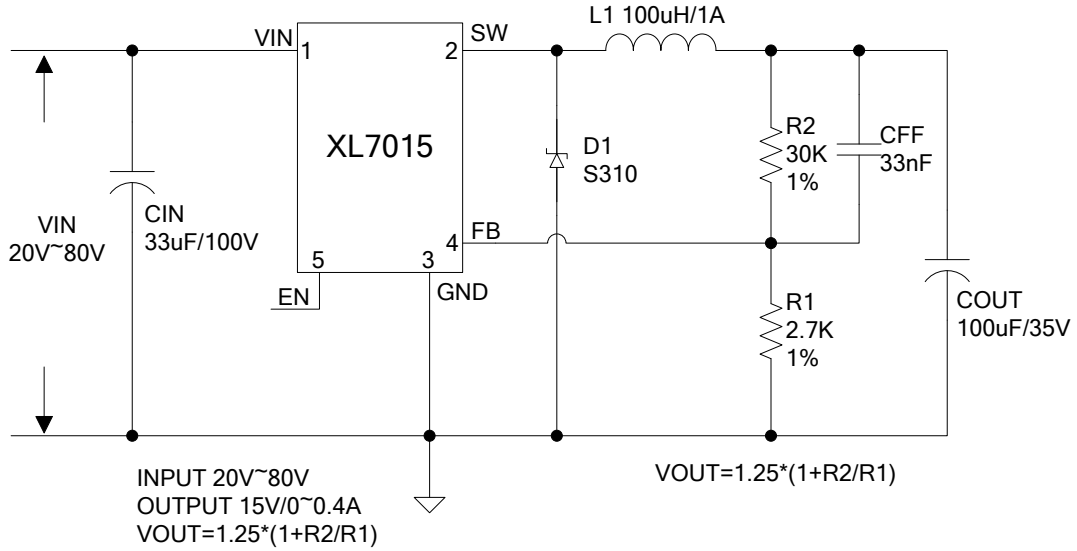 L1 100uH/1A
VIN
SW
1
2
XL7015
R2
30K
1%
CFF
33nF
D1
S310
CIN
33uF/100V
VIN
20V~80V
FB
4
5
3
EN
GND
R1
2.7K
1%
COUT
100uF/35V
INPUT 20V~80V
OUTPUT 15V/0~0.4A
VOUT=1.25*(1+R2/R1)
VOUT=1.25*(1+R2/R1)